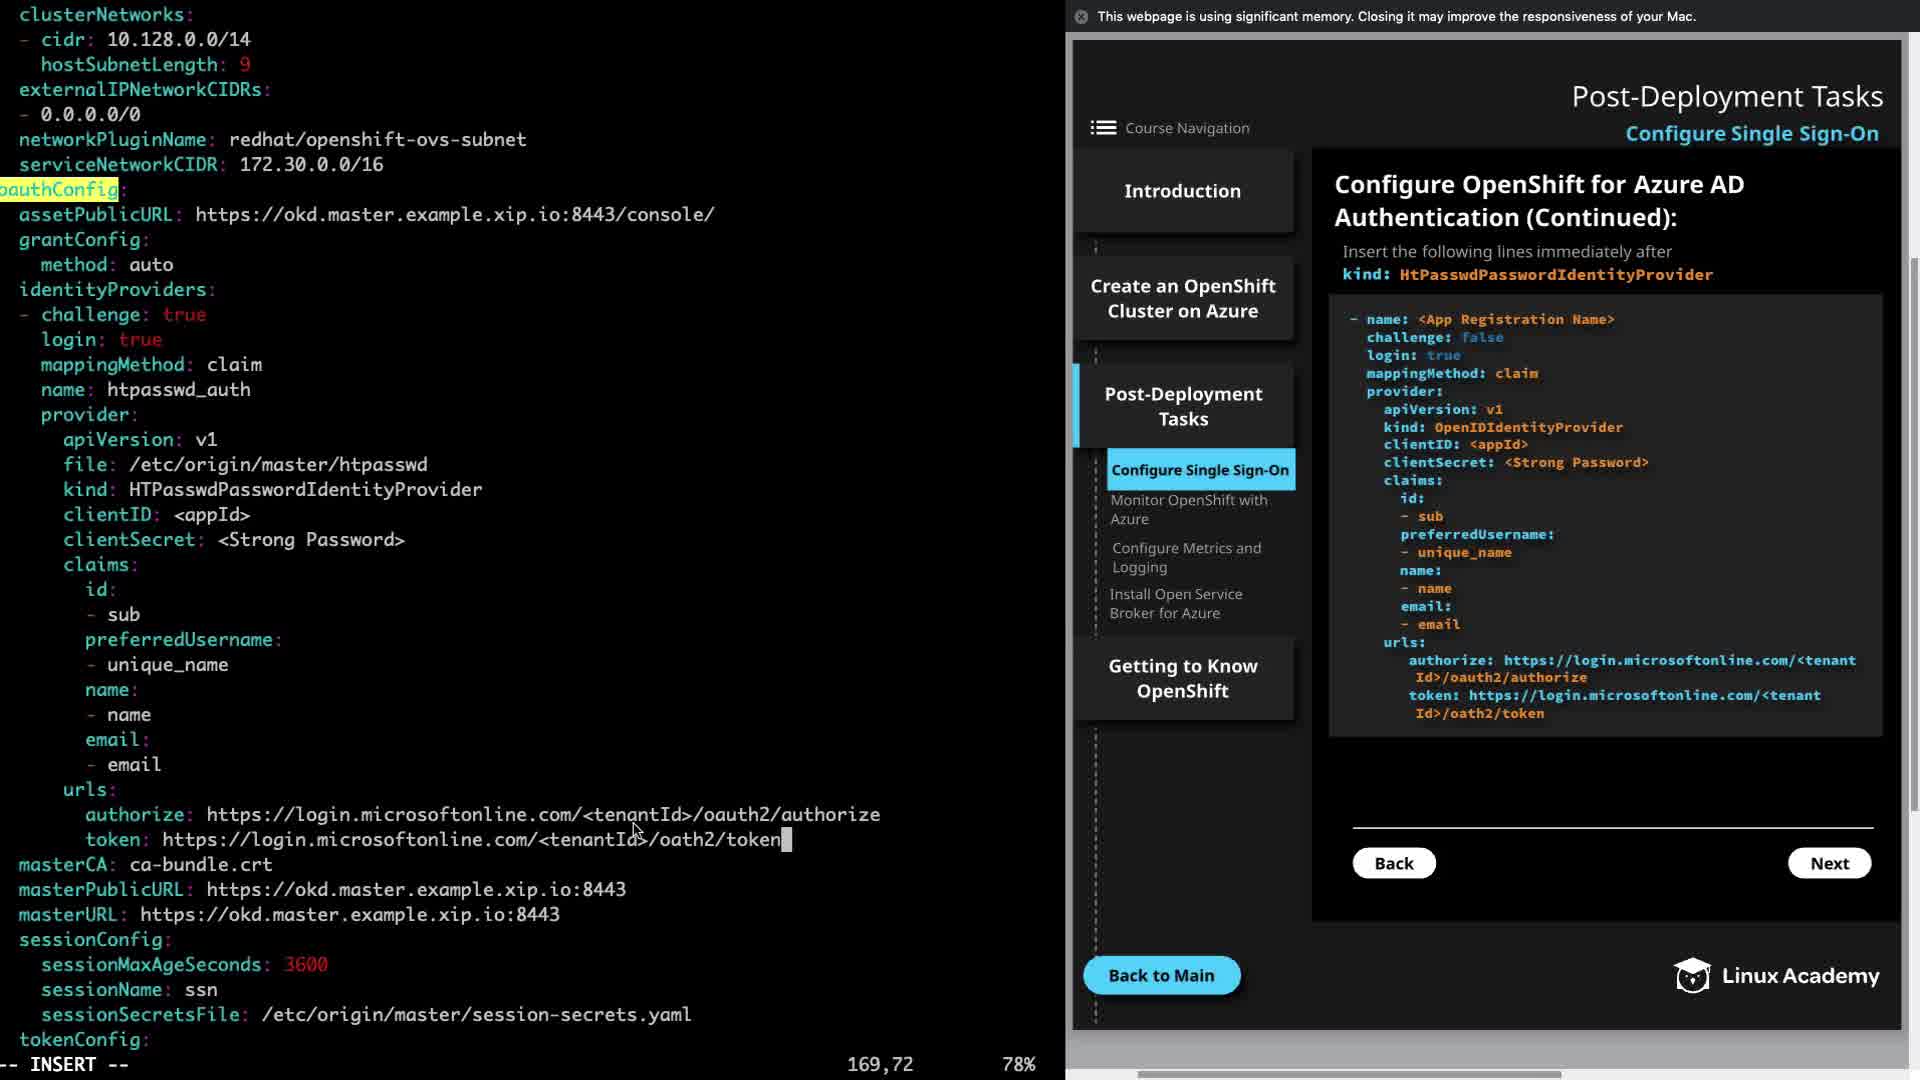 clusterNetworks:
- cidr: 10.128.0.0/14
hostSubnetLength: 9
externalIPNetworkCIDRs:
- 0.0.0.0/0
networkPluginName: redhat/openshift-ovs-subnet
serviceNetworkCIDR: 172.30.0.0/16
oauthConfig:
assetPublicURL: https://okd.master.example.xip.io:8443/console/
grantConfig:
method: auto
identityProviders:
- challenge: true
login: true
mappingMethod: claim
name: htpasswd_auth
provider:
apiVersion: v1
file: /etc/origin/master/htpasswd
kind: HTPasswdPasswordIdentityProvider
clientID: <appId>
clientSecret: <Strong Password>
claims:
id:
- sub
preferredUsername:
- unique_name
name:
- name
email:
- email
urls:
authorize: https://login.microsoftonline.com/<tenantId>/oauth2/authorize
token: https://login.microsoftonline.com/<tenantId>/oath2/token
masterCA: ca-bundle.crt
masterPublicURL: https://okd.master.example.xip.io:8443
masterURL: https://okd.master.example.xip.io:8443
sessionConfig:
sessionMaxAgeSeconds: 3600
sessionName: ssn
sessionSecretsFile: /etc/origin/master/session-secrets.yaml
tokenConfig:
-- INSERT --
169,72
78%
This webpage is using significant memory. Closing it may improve the responsiveness of your Mac.
Post-Deployment Tasks
Configure Single Sign-On
Course Navigation
Introduction
Create an OpenShift
Cluster on Azure
Post-Deployment
Tasks
Configure Single Sign-On
Monitor OpenShift with
Azure
Configure Metrics and
Logging
Install Open Service
Broker for Azure
Getting to Know
OpenShift
Back to Main
Configure OpenShift for Azure AD
Authentication (Continued):
Insert the following lines immediately after
kind: HtPasswdPasswordIdentityProvider
- name: <App Registration Name>
challenge: false
login: true
mappingMethod: claim
provider:
apiVersion: v1
kind: OpenIDIdentityProvider
clientID: <appId>
clientSecret: <Strong Password>
claims:
id:
- sub
preferredUsername:
- unique_name
name:
- name
email:
- email
urls:
authorize: https://login.microsoftonline.com/<tenant
Id>/oauth2/authorize
token: https://login.microsoftonline.com/<tenant
Id>/oath2/token
Back
Next
Linux Academy